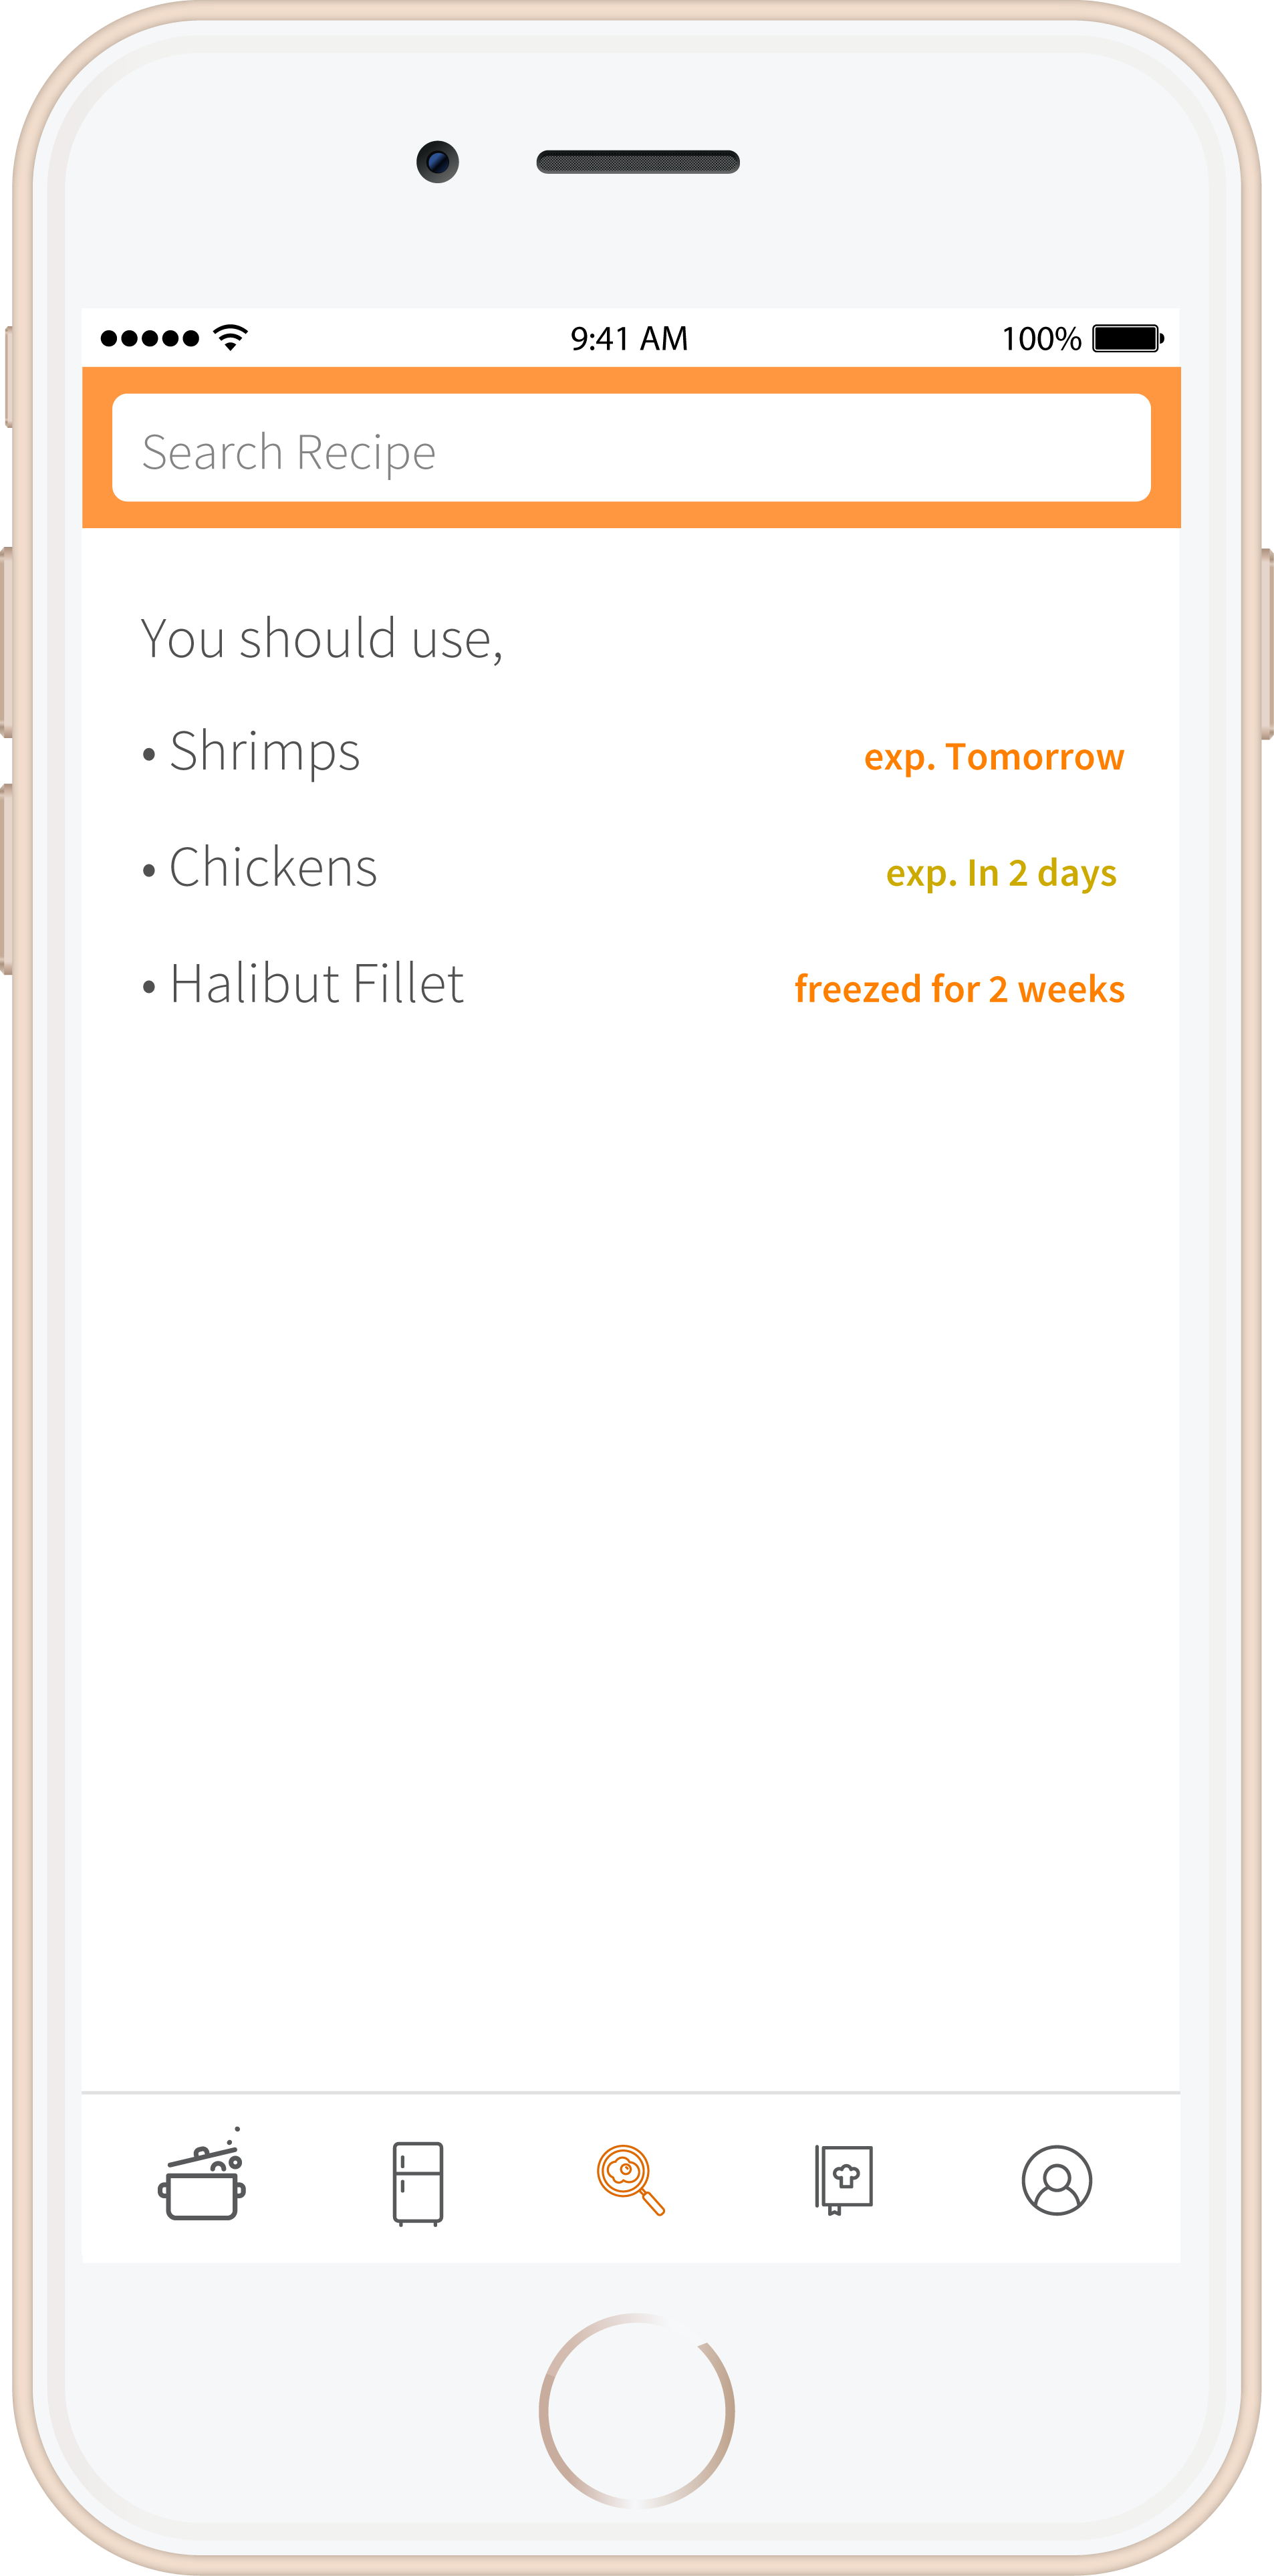 9:41 AM 100%
Search Recipe
You should use,
• Shrimps exp. Tomorrow
• Chickens exp. In 2 days
• Halibut Fillet freezed for 2 weeks